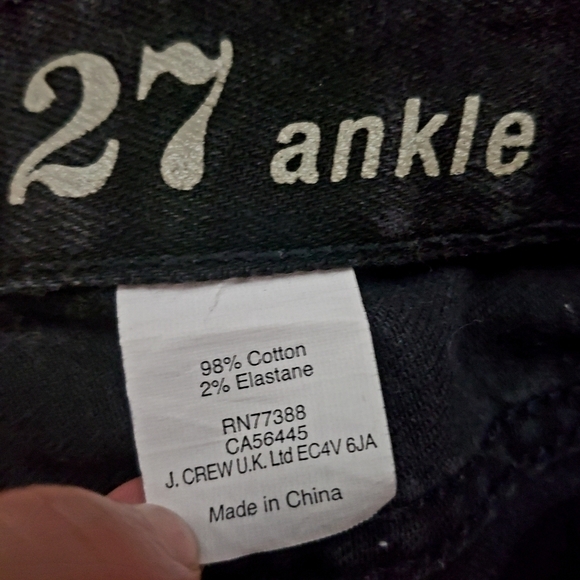 27 ankle
98% Cotton
2% Elastane
RN77388
CA56445
J. CREW U.K. Ltd EC4V 6JA
Made in China